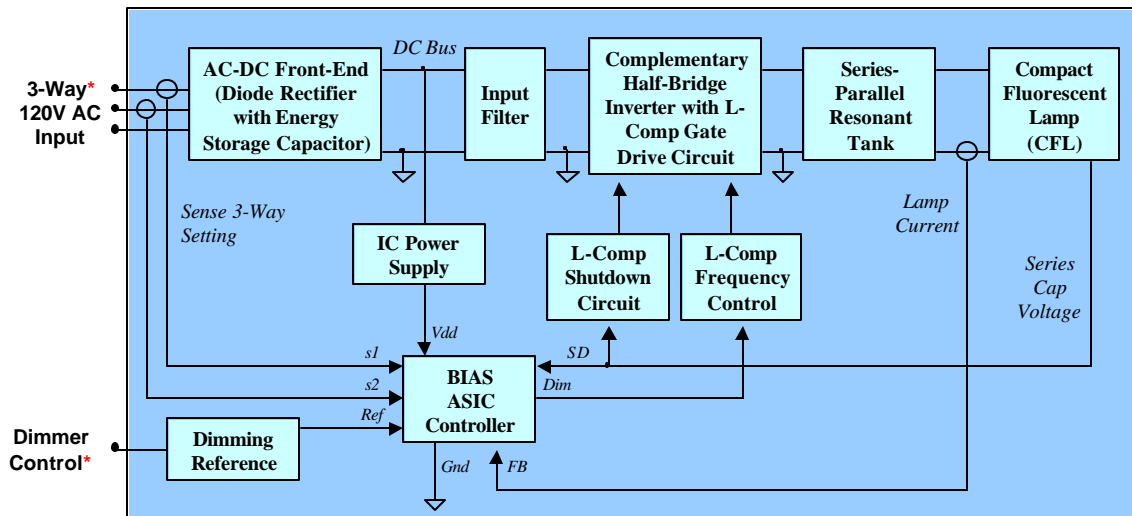 3-Way*
120V AC
Input
AC-DC Front-End
(Diode Rectifier
with Energy
Storage Capacitor)
DC Bus
Input
Filter
Complementary
Half-Bridge
Inverter with L-
Comp Gate
Drive Circuit
Series-
Parallel
Resonant
Tank
Compact
Fluorescent
Lamp
(CFL)
Sense 3-Way
Setting
IC Power
Supply
L-Comp
Shutdown
Circuit
L-Comp
Frequency
Control
Lamp
Current
Series
Cap
Voltage
Vdd
s1
s2
Ref
BIAS
ASIC
Controller
SD
Dim
Gnd
FB
Dimmer
Control*
Dimming
Reference